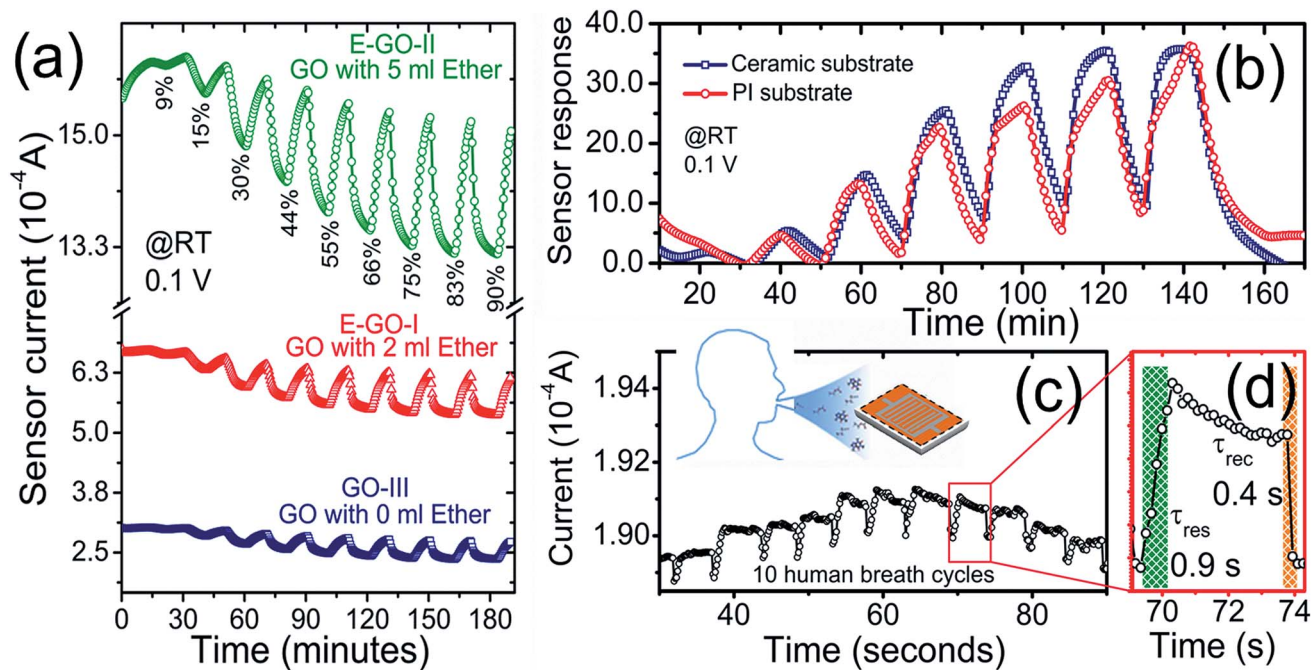 (a)
E-GO-II
GO with 5 ml Ether
9%
15%
30%
44%
55%
66%
75%
83%
90%
@RT
0.1 V
E-GO-I
GO with 2 ml Ether
GO-III
GO with 0 ml Ether
15.0
13.3
6.3
5.0
3.8
2.5
Sensor current (10⁻⁴ A)
0 30 60 90 120 150 180
Time (minutes)
(b)
Ceramic substrate
PI substrate
@RT
0.1 V
40.0
30.0
20.0
10.0
0.0
Sensor response
20 40 60 80 100 120 140 160
Time (min)
(c)
1.94
1.92
1.90
Current (10⁻⁴ A)
10 human breath cycles
40 60 80
Time (seconds)
(d)
τrec
0.4 s
τres
0.9 s
70 72 74
Time (s)